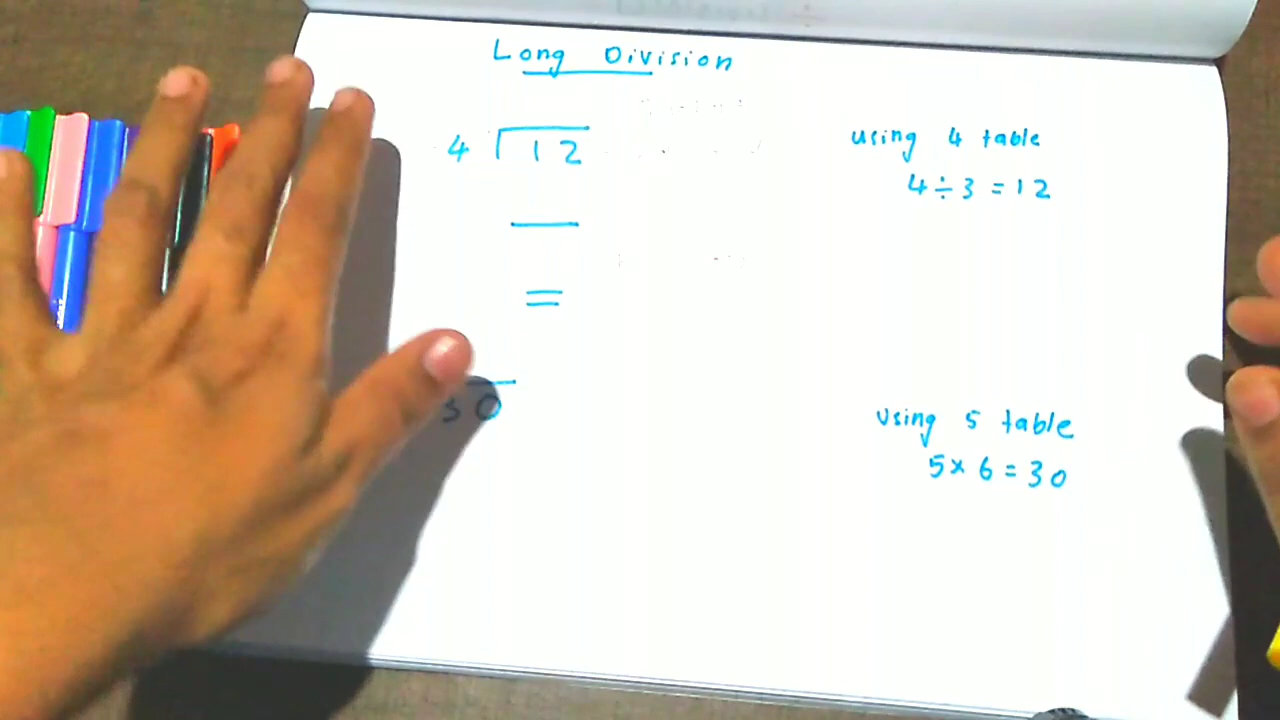 Long Division
4 12
using 4 table
4÷3 =12
=
30
using 5 table
5× 6 = 30